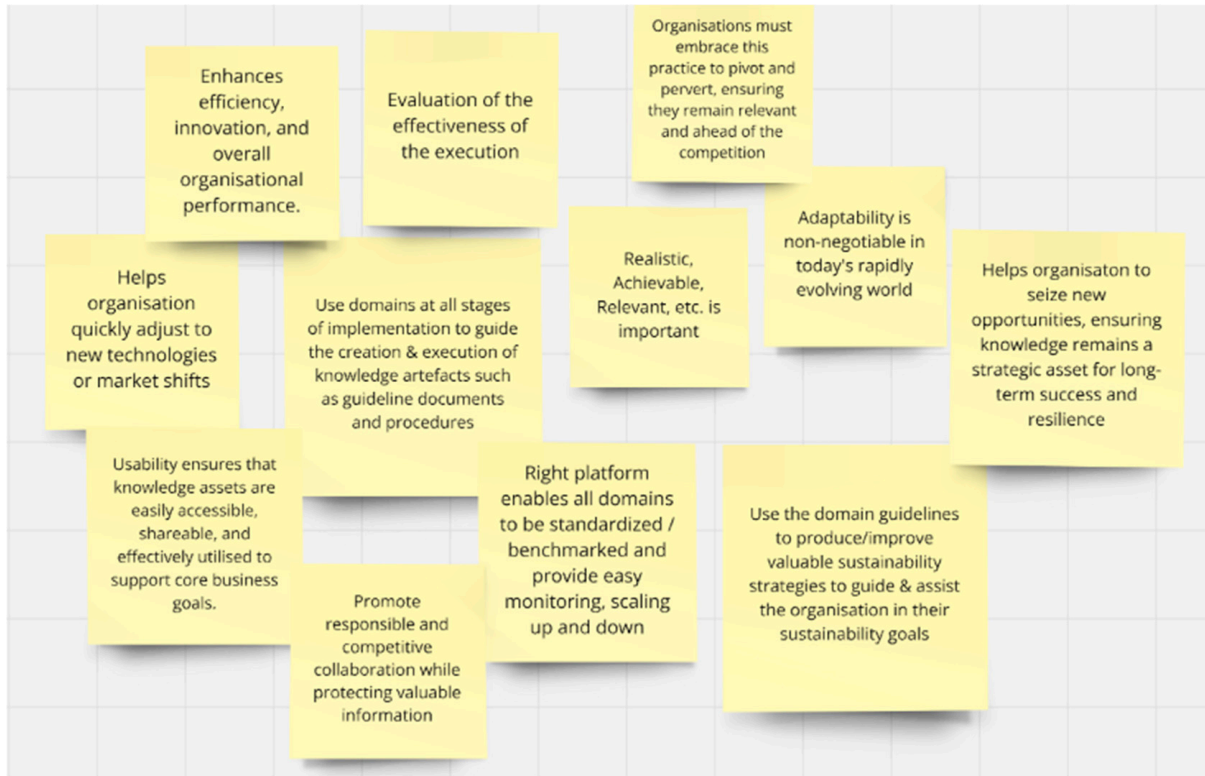 Enhances
efficiency,
innovation, and
overall
organisational
performance.
Evaluation of the
effectiveness of
the execution
Organisations must
embrace this
practice to pivot and
pervert, ensuring
they remain relevant
and ahead of the
competition
Adaptability is
non-negotiable in
today's rapidly
evolving world
Realistic,
Achievable,
Relevant, etc. is
important
Helps organisaton to
seize new
opportunities, ensuring
knowledge remains a
strategic asset for long-
term success and
resilience
Helps
organisation
quickly adjust to
new technologies
or market shifts
Use domains at all stages
of implementation to guide
the creation & execution of
knowledge artefacts such
as guideline documents
and procedures
Usability ensures that
knowledge assets are
easily accessible,
shareable, and
effectively utilised to
support core business
goals.
Right platform
enables all domains
to be standardized /
benchmarked and
provide easy
monitoring, scaling
up and down
Use the domain guidelines
to produce/improve
valuable sustainability
strategies to guide & assist
the organisation in their
sustainability goals
Promote
responsible and
competitive
collaboration while
protecting valuable
information